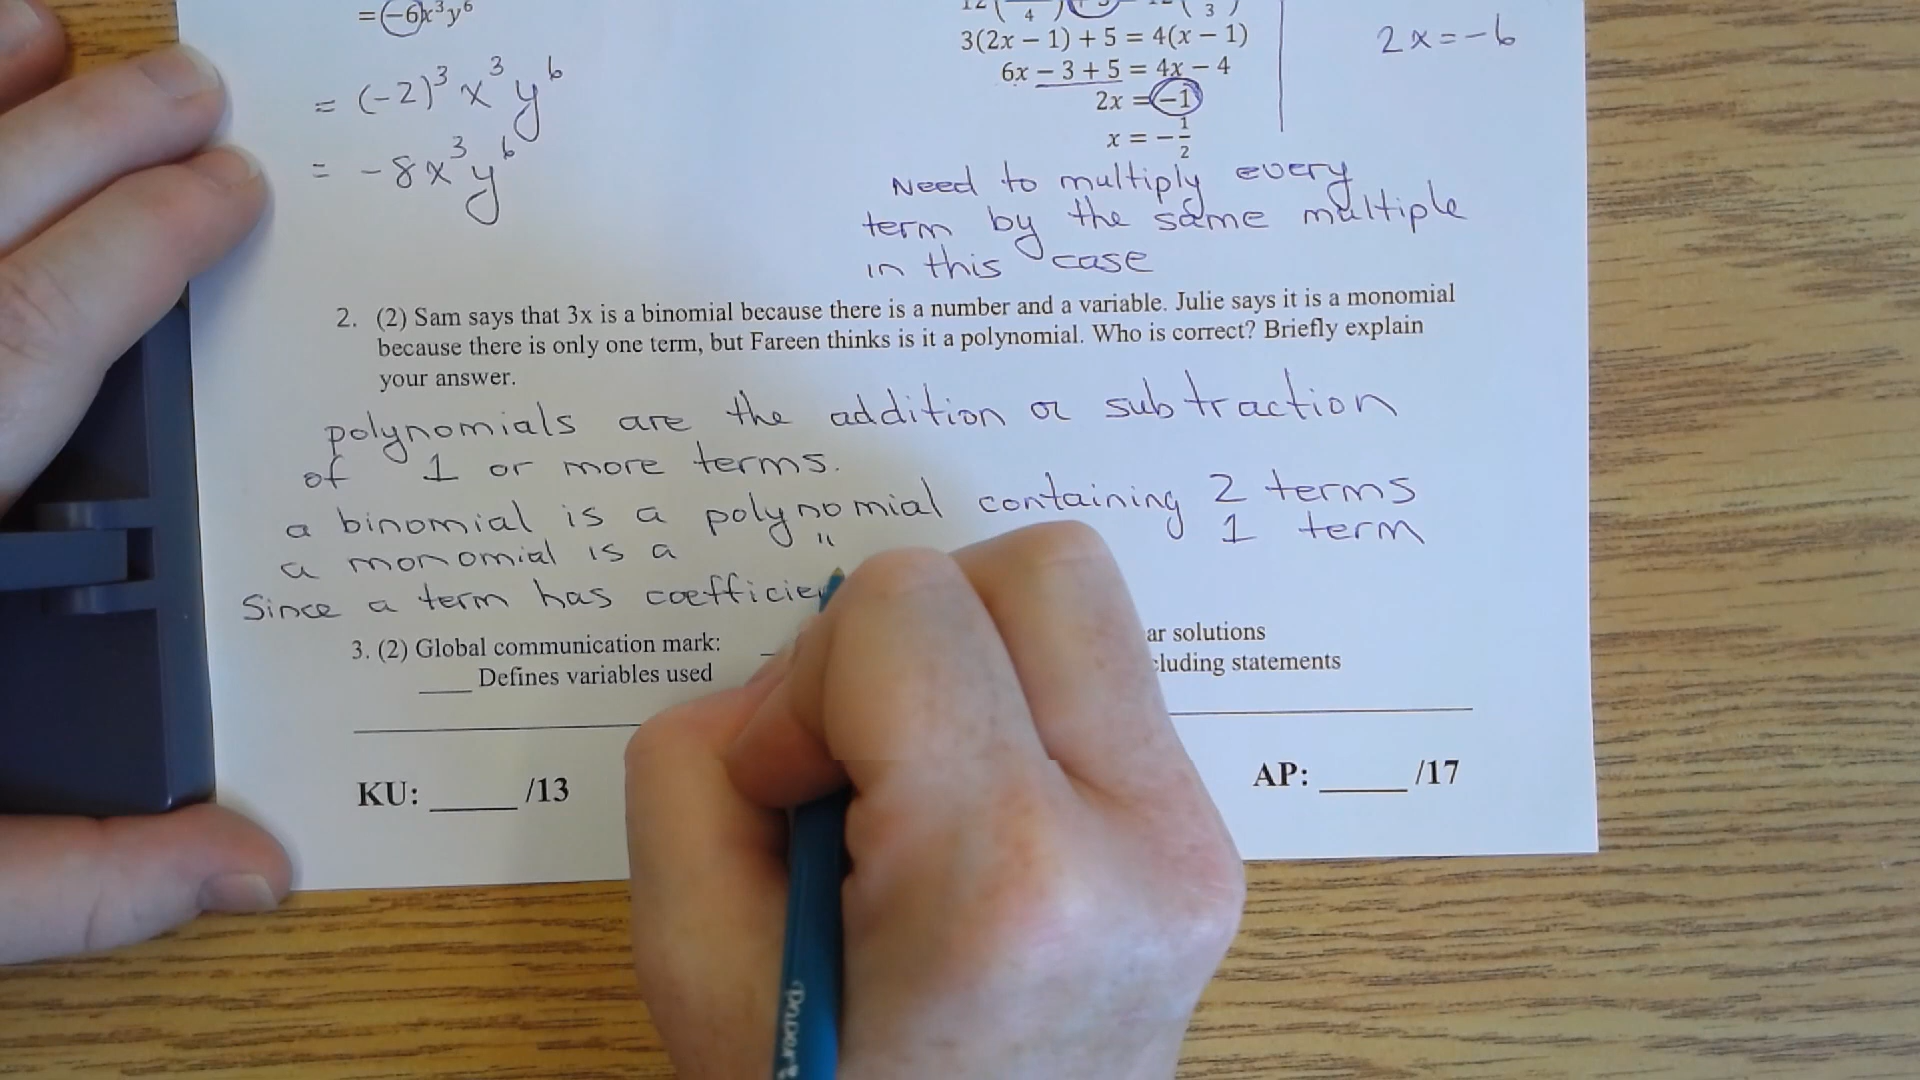 = -6x³y⁶
= (-2)³ x³ y⁶
= -8x³y⁶
3(2x − 1) + 5 = 4(x − 1)
6x − 3 + 5 = 4x − 4
2x = −1
x = −1/2
2x = -6
Need to multiply every
term by the same multiple
in this case
2. (2) Sam says that 3x is a binomial because there is a number and a variable. Julie says it is a monomial
because there is only one term, but Fareen thinks is it a polynomial. Who is correct? Briefly explain
your answer.
polynomials are the addition or subtraction
of 1 or more terms.
a binomial is a polynomial containing 2 terms
a monomial is a " 1 term
Since a term has
3. (2) Global communication mark:
ar solutions
____ Defines variables used
cluding statements
KU: _____ /13
AP: _____ /17